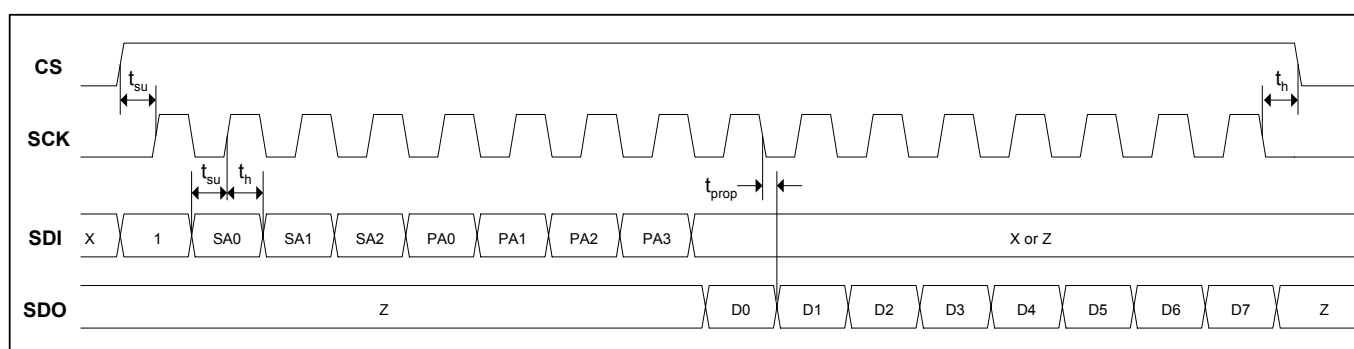 CS
t_su
t_h
SCK
t_su t_h
t_prop
SDI X 1 SA0 SA1 SA2 PA0 PA1 PA2 PA3 X or Z
SDO Z D0 D1 D2 D3 D4 D5 D6 D7 Z